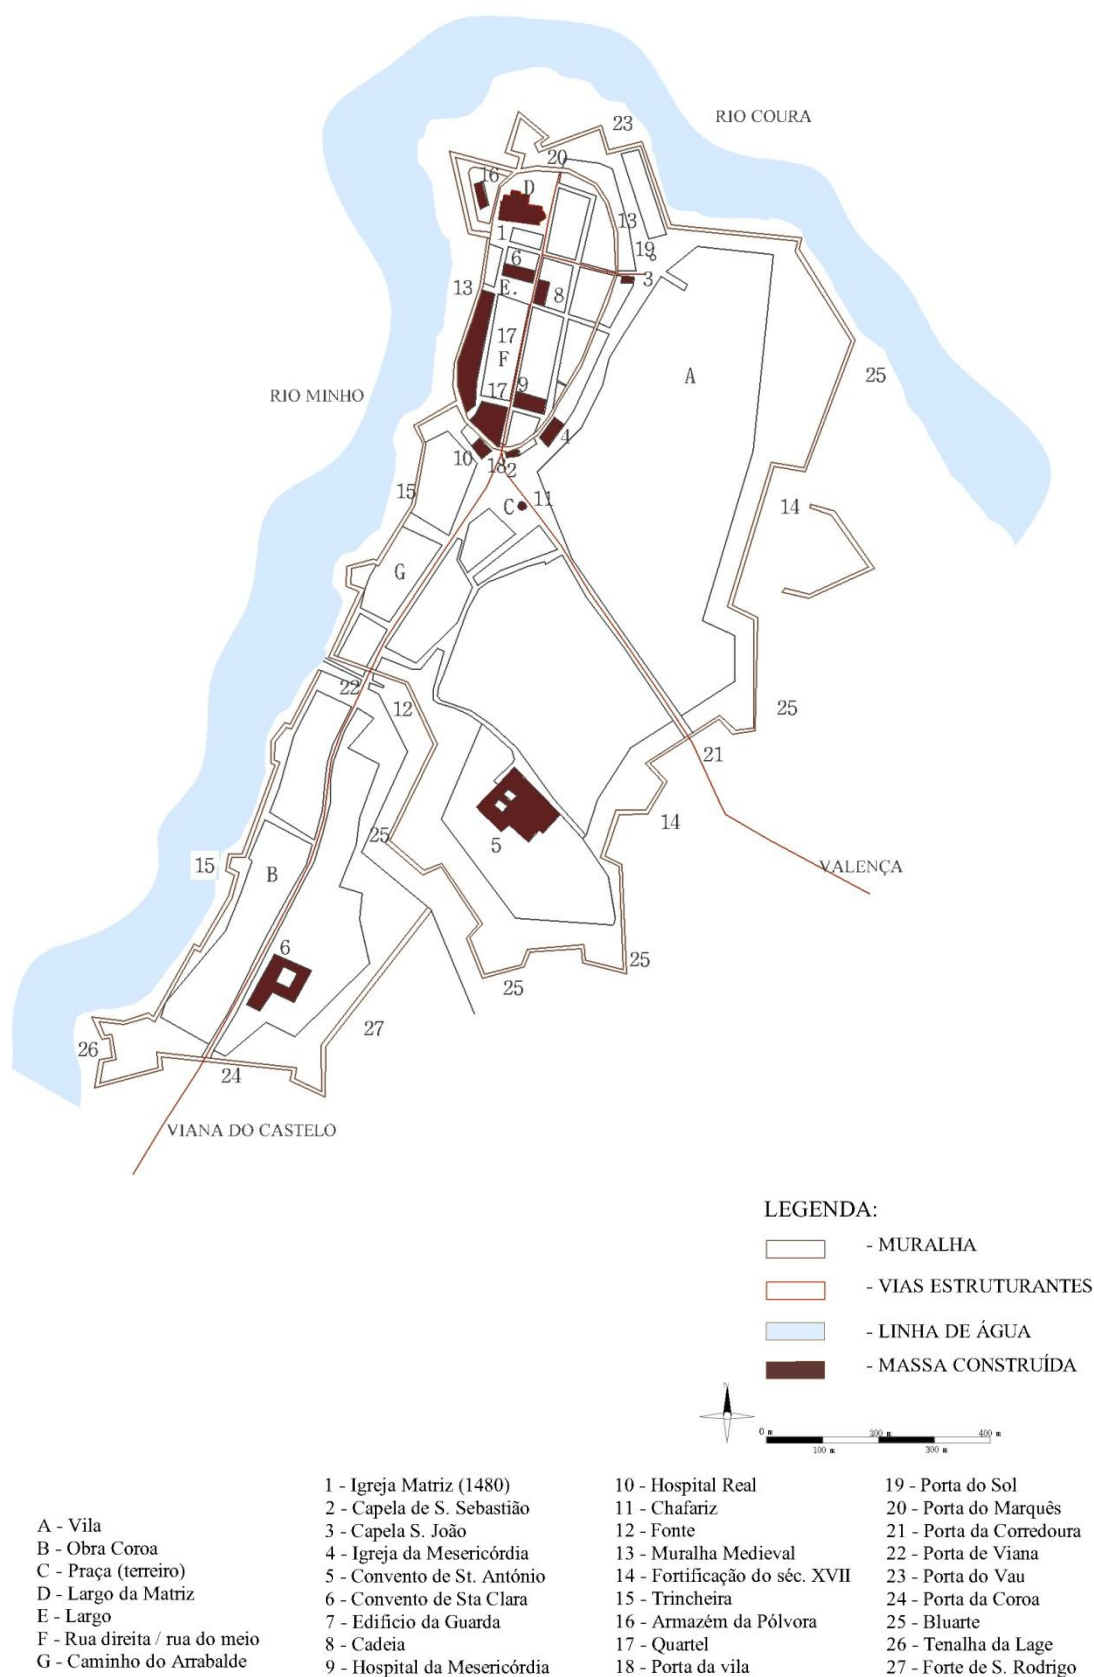 RIO COURA
23
20
16
D
13
1
19
6
3
13
E.
8
17
F
A
25
RIO MINHO
17
9
4
10
18
2
15
C
11
14
G
22
12
25
21
14
25
5
VALENÇA
15
B
6
25
25
27
26
24
VIANA DO CASTELO
LEGENDA:
- MURALHA
- VIAS ESTRUTURANTES
- LINHA DE ÁGUA
- MASSA CONSTRUÍDA
N
0 m 200 m 400 m
100 m 300 m
A - Vila
B - Obra Coroa
C - Praça (terreiro)
D - Largo da Matriz
E - Largo
F - Rua direita / rua do meio
G - Caminho do Arrabalde
1 - Igreja Matriz (1480)
2 - Capela de S. Sebastião
3 - Capela S. João
4 - Igreja da Mesericórdia
5 - Convento de St. António
6 - Convento de Sta Clara
7 - Edificio da Guarda
8 - Cadeia
9 - Hospital da Mesericórdia
10 - Hospital Real
11 - Chafariz
12 - Fonte
13 - Muralha Medieval
14 - Fortificação do séc. XVII
15 - Trincheira
16 - Armazém da Pólvora
17 - Quartel
18 - Porta da vila
19 - Porta do Sol
20 - Porta do Marquês
21 - Porta da Corredoura
22 - Porta de Viana
23 - Porta do Vau
24 - Porta da Coroa
25 - Bluarte
26 - Tenalha da Lage
27 - Forte de S. Rodrigo